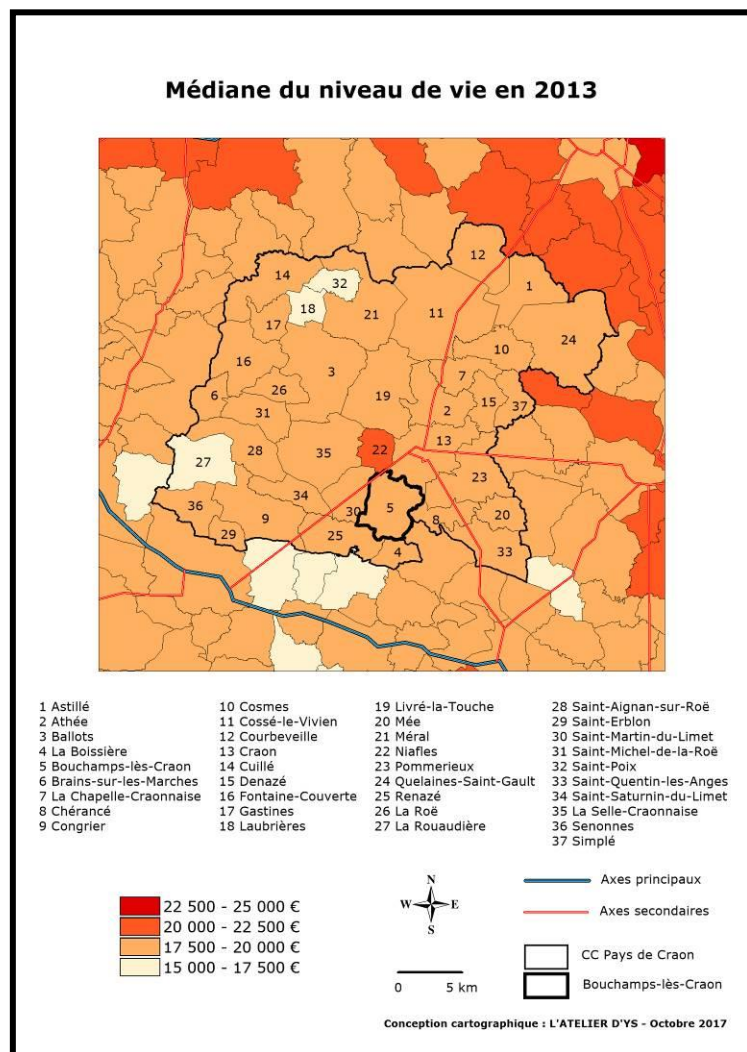 Médiane du niveau de vie en 2013
12
14
32
1
18
21
11
17
24
10
16
3
7
6
26
19
15
37
31
2
13
22
28
35
27
23
34
36
5
30
20
9
8
29
25
4
33
1 Astillé
2 Athée
3 Ballots
4 La Boissière
5 Bouchamps-lès-Craon
6 Brains-sur-les-Marches
7 La Chapelle-Craonnaise
8 Chérancé
9 Congrier
10 Cosmes
11 Cossé-le-Vivien
12 Courbeveille
13 Craon
14 Cuillé
15 Denazé
16 Fontaine-Couverte
17 Gastines
18 Laubrières
19 Livré-la-Touche
20 Mée
21 Méral
22 Niafles
23 Pommerieux
24 Quelaines-Saint-Gault
25 Renazé
26 La Roë
27 La Rouaudière
28 Saint-Aignan-sur-Roë
29 Saint-Erblon
30 Saint-Martin-du-Limet
31 Saint-Michel-de-la-Roë
32 Saint-Poix
33 Saint-Quentin-les-Anges
34 Saint-Saturnin-du-Limet
35 La Selle-Craonnaise
36 Senonnes
37 Simplé
22 500 - 25 000 €
20 000 - 22 500 €
17 500 - 20 000 €
15 000 - 17 500 €
N
W E
S
0 5 km
Axes principaux
Axes secondaires
CC Pays de Craon
Bouchamps-lès-Craon
Conception cartographique : L'ATELIER D'YS - Octobre 2017